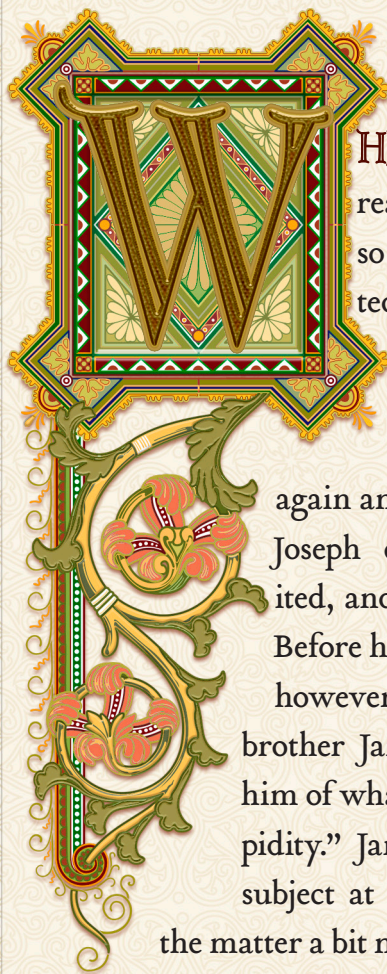 W
H
rea
so
ted
again an
Joseph
ited, and
Before h
however
brother Ja
him of wha
pidity.” Jar
subject at
the matter a bit